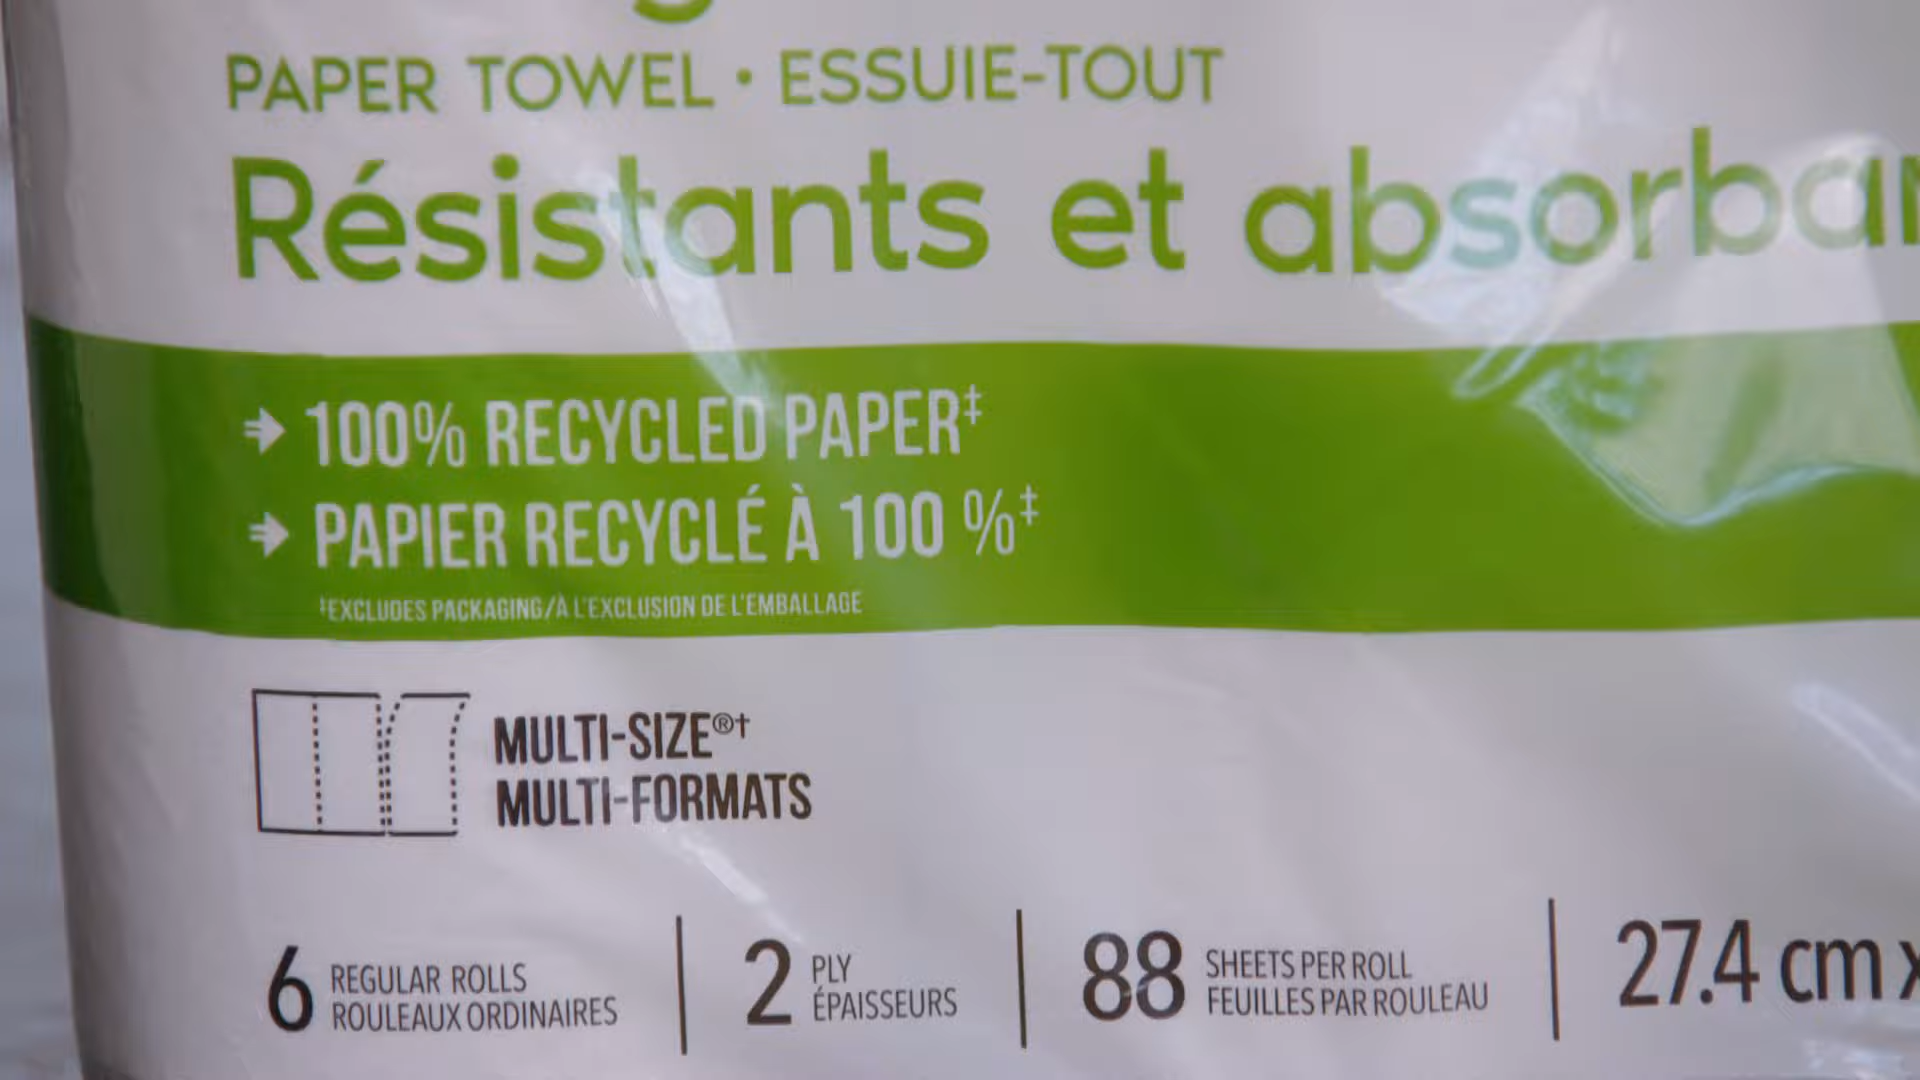 PAPER TOWEL • ESSUIE-TOUT
Résistants et
100% RECYCLED PAPER‡
PAPIER RECYCLÉ À 100 %‡
‡EXCLUDES PACKAGING/À L'EXCLUSION DE L'EMBALLAGE
MULTI-SIZE®†
MULTI-FORMATS
6 REGULAR ROLLS
ROULEAUX ORDINAIRES
2 PLY
ÉPAISSEURS
88 SHEETS PER ROLL
FEUILLES PAR ROULEAU
27.4 cm x